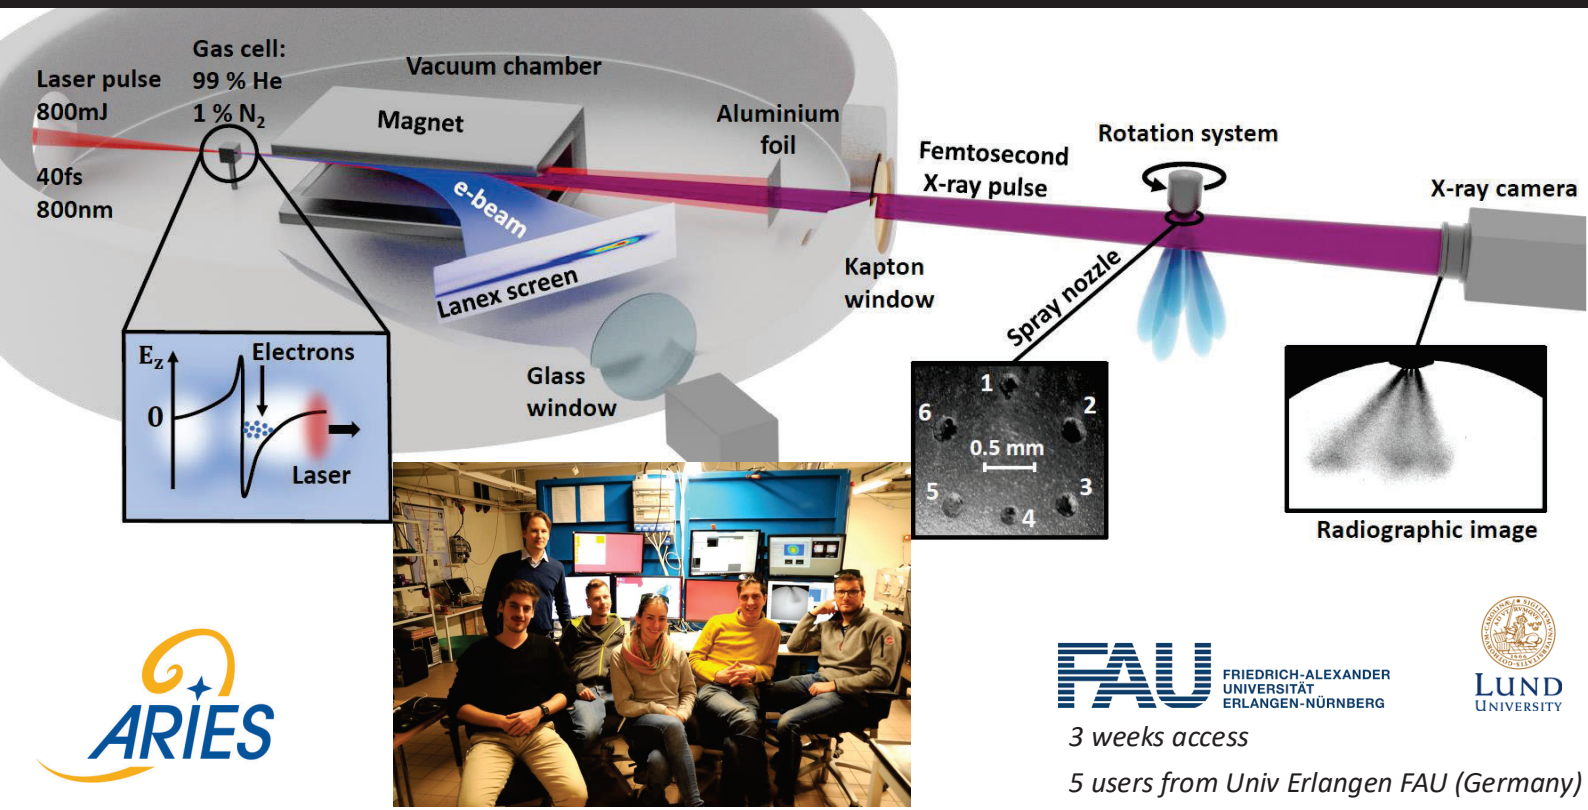 Laser pulse
800mJ
40fs
800nm
Gas cell:
99 % He
1 % N₂
Vacuum chamber
Magnet
e-beam
Lanex screen
Aluminium
foil
Glass
window
Kapton
window
Femtosecond
X-ray pulse
Rotation system
X-ray camera
Spray nozzle
E_z
0
Electrons
Laser
1
2
3
4
5
6
0.5 mm
Radiographic image
ARIES
FAU
FRIEDRICH-ALEXANDER
UNIVERSITÄT
ERLANGEN-NÜRNBERG
LUND
UNIVERSITY
3 weeks access
5 users from Univ Erlangen FAU (Germany)